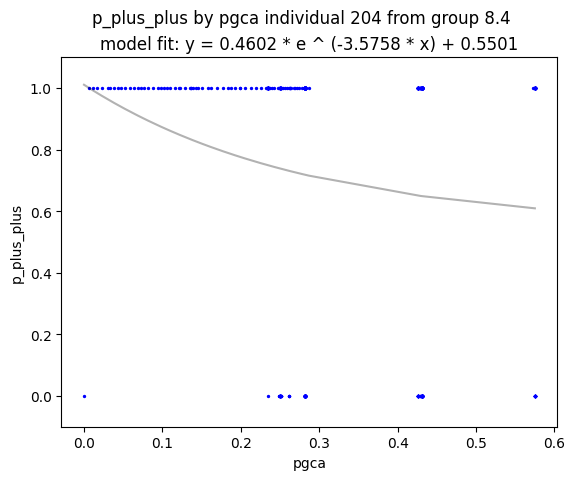 p_plus_plus by pgca individual 204 from group 8.4
model fit: y = 0.4602 * e ^ (-3.5758 * x) + 0.5501
p_plus_plus
1.0
0.8
0.6
0.4
0.2
0.0
0.0 0.1 0.2 0.3 0.4 0.5 0.6
pgca